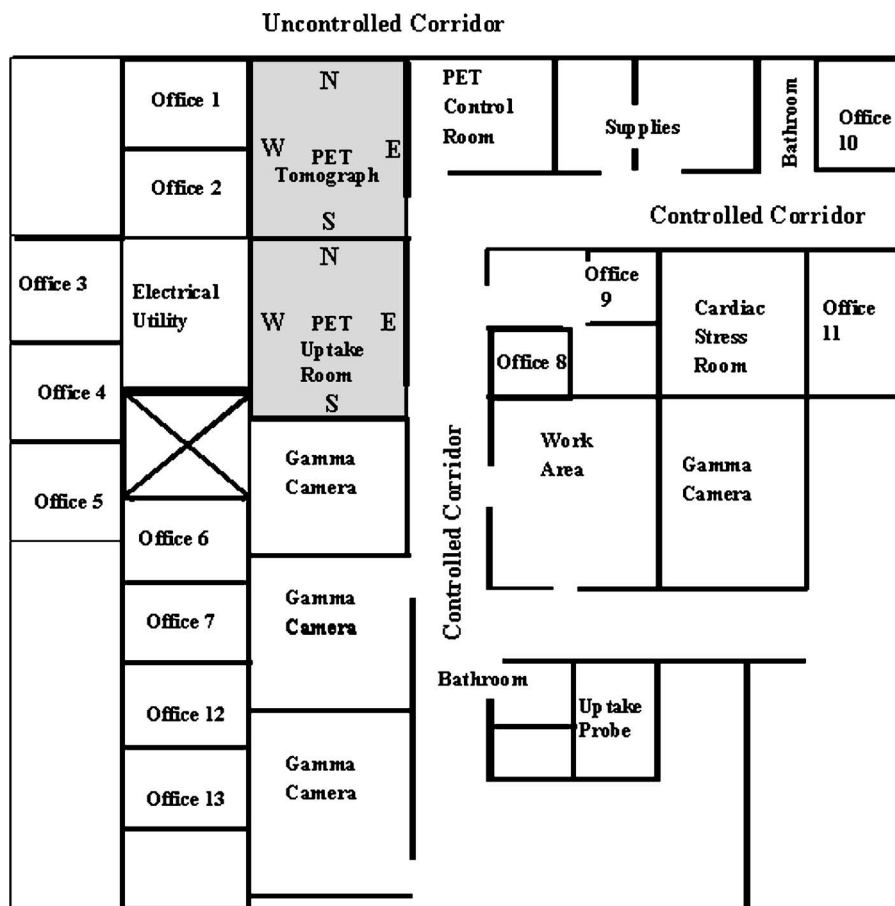 Uncontrolled Corridor
Office 1
N
W
PET
Tomograph
E
S
PET
Control
Room
Supplies
Bathroom
Office
10
Office 2
Controlled Corridor
Office 3
Electrical
Utility
N
W
PET
Uptake
Room
E
S
Office
9
Cardiac
Stress
Room
Office
11
Office 8
Office 4
Gamma
Camera
Controlled Corridor
Work
Area
Gamma
Camera
Office 5
Office 6
Gamma
Camera
Office 7
Bathroom
Uptake
Probe
Office 12
Gamma
Camera
Office 13